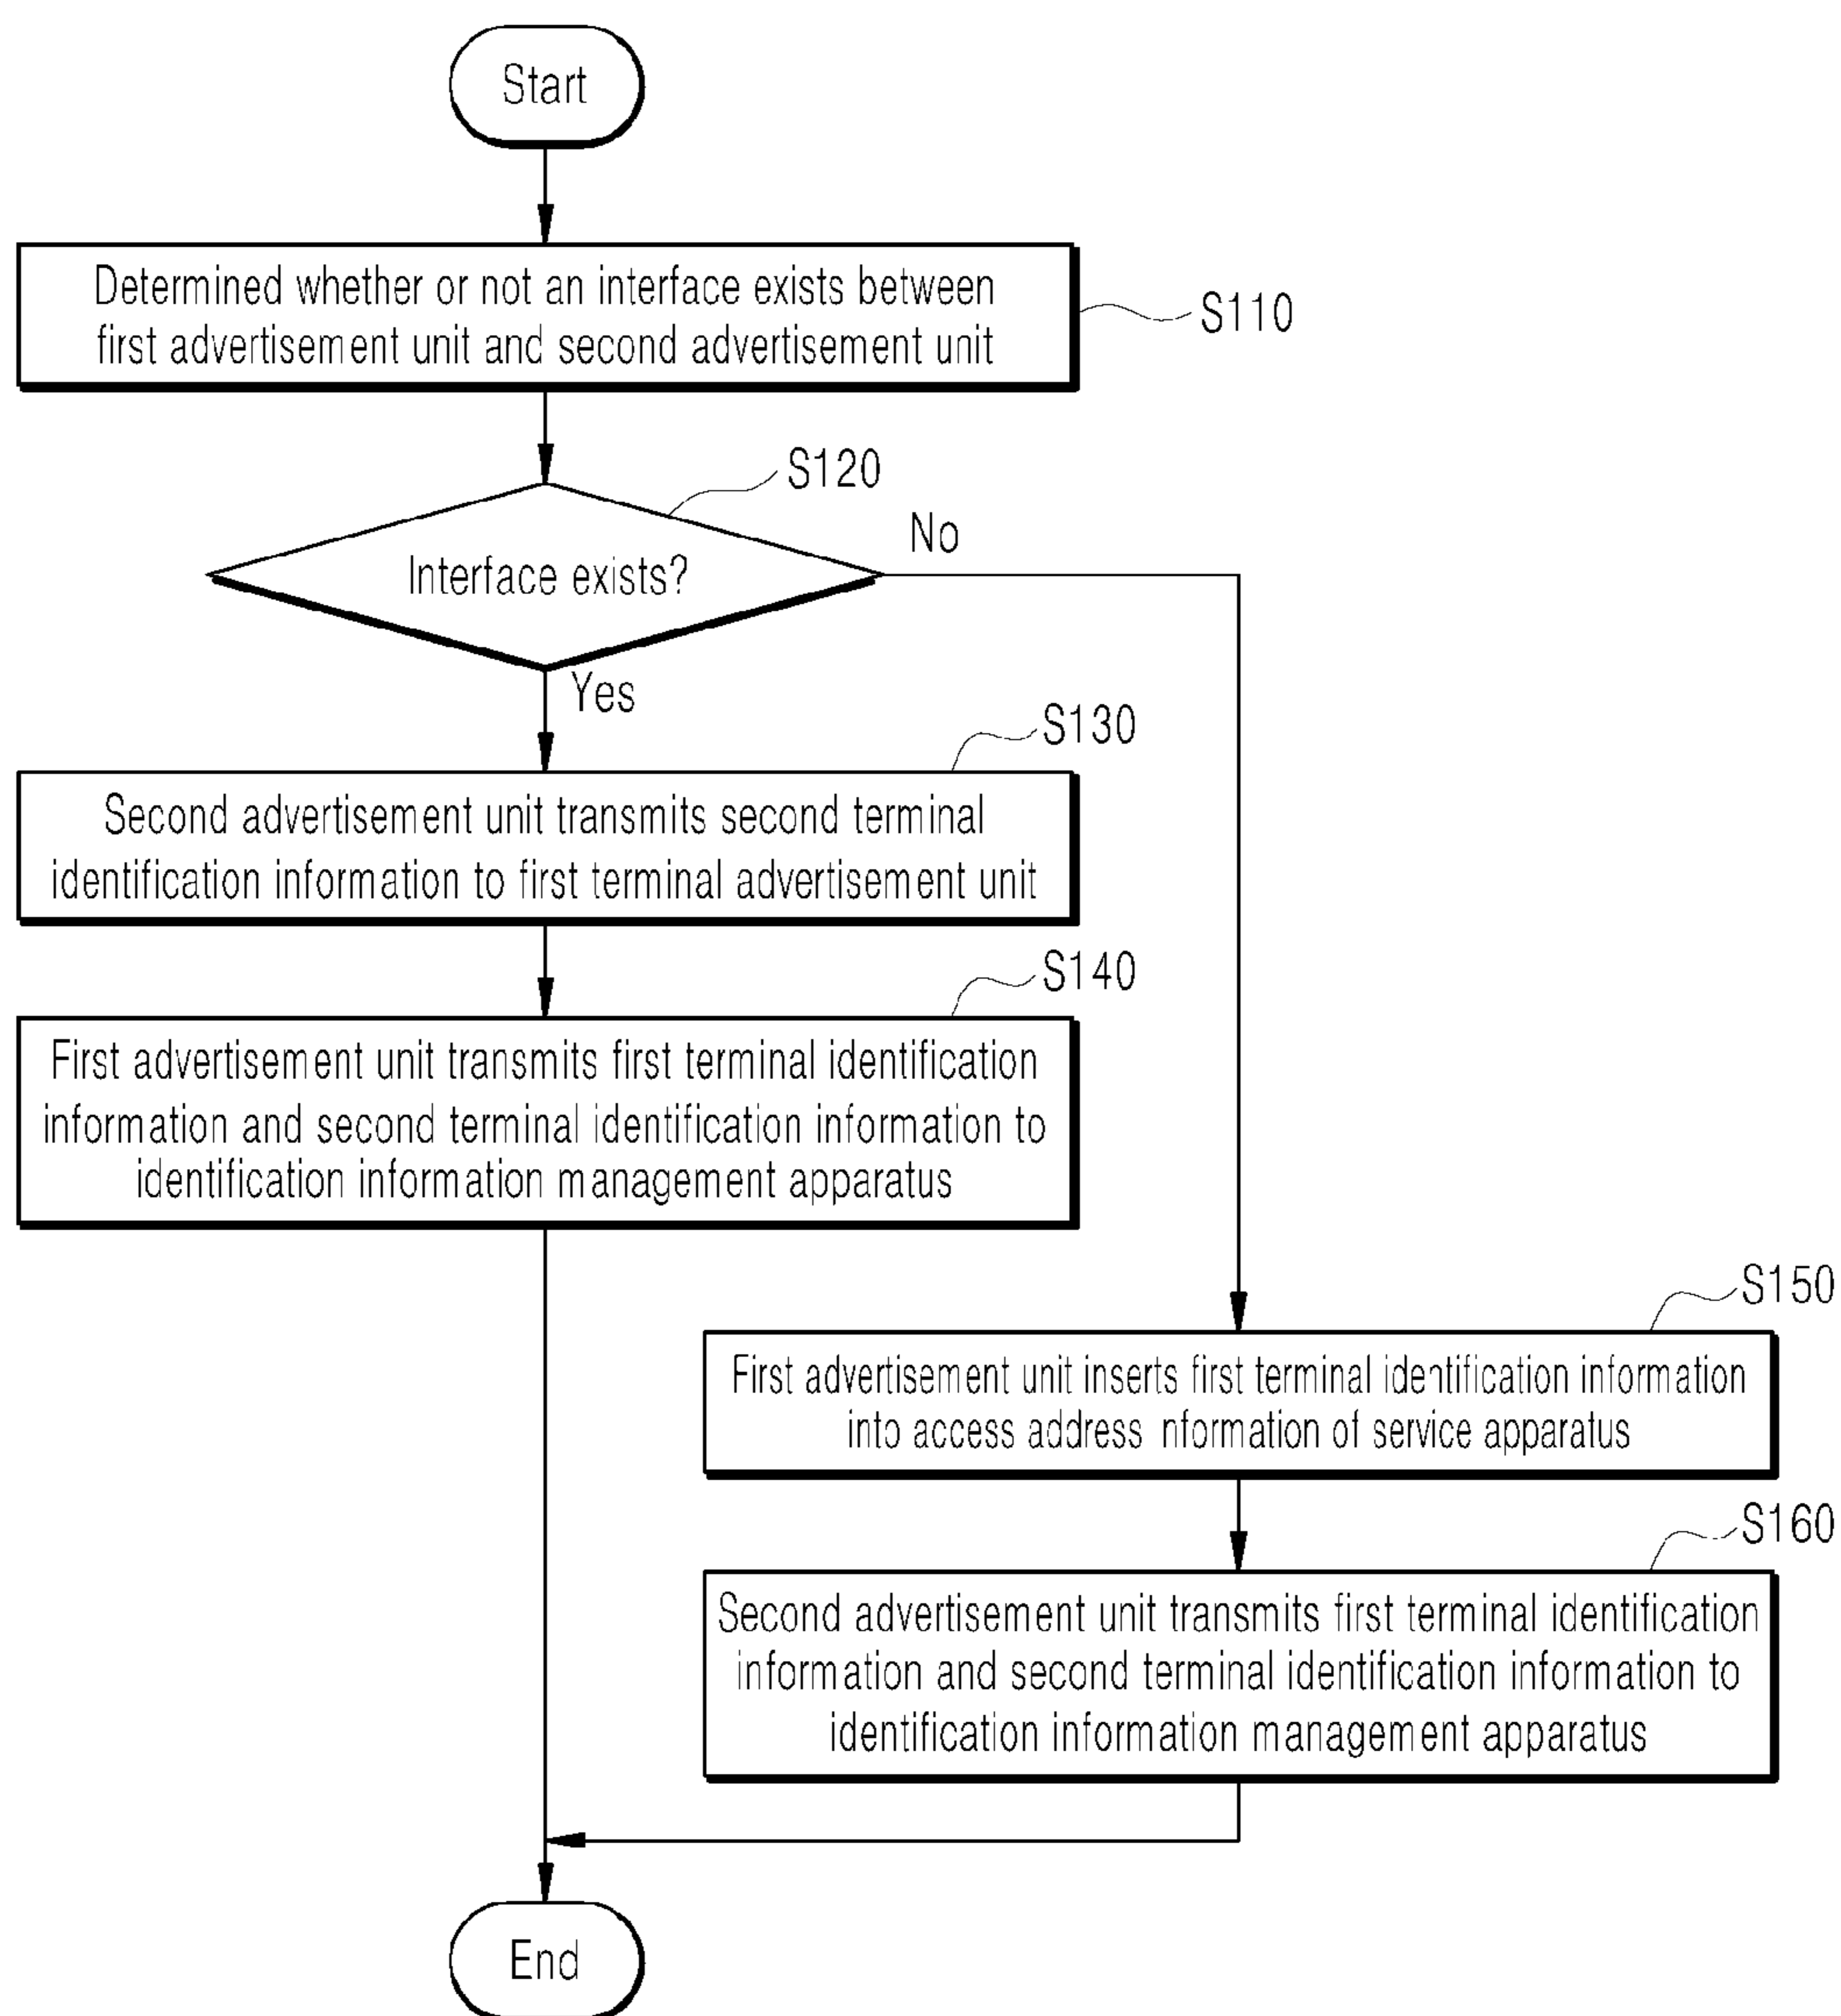 Start
Determined whether or not an interface exists between
first advertisement unit and second advertisement unit
S110
S120
Interface exists?
No
Yes
S130
Second advertisement unit transmits second terminal
identification information to first terminal advertisement unit
S140
First advertisement unit transmits first terminal identification
information and second terminal identification information to
identification information management apparatus
S150
First advertisement unit inserts first terminal identification information
into access address nformation of service apparatus
S160
Second advertisement unit transmits first terminal identification
information and second terminal identification information to
identification information management apparatus
End